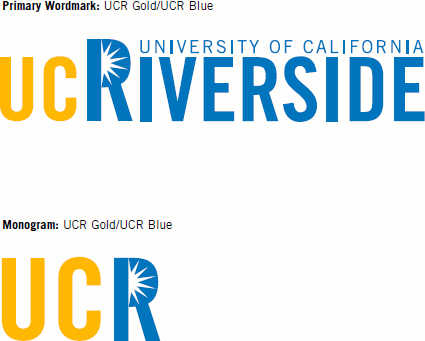 Primary Wordmark: UCR Gold/UCR Blue
UNIVERSITY OF CALIFORNIA
UCRIVERSIDE
Monogram: UCR Gold/UCR Blue
UCR